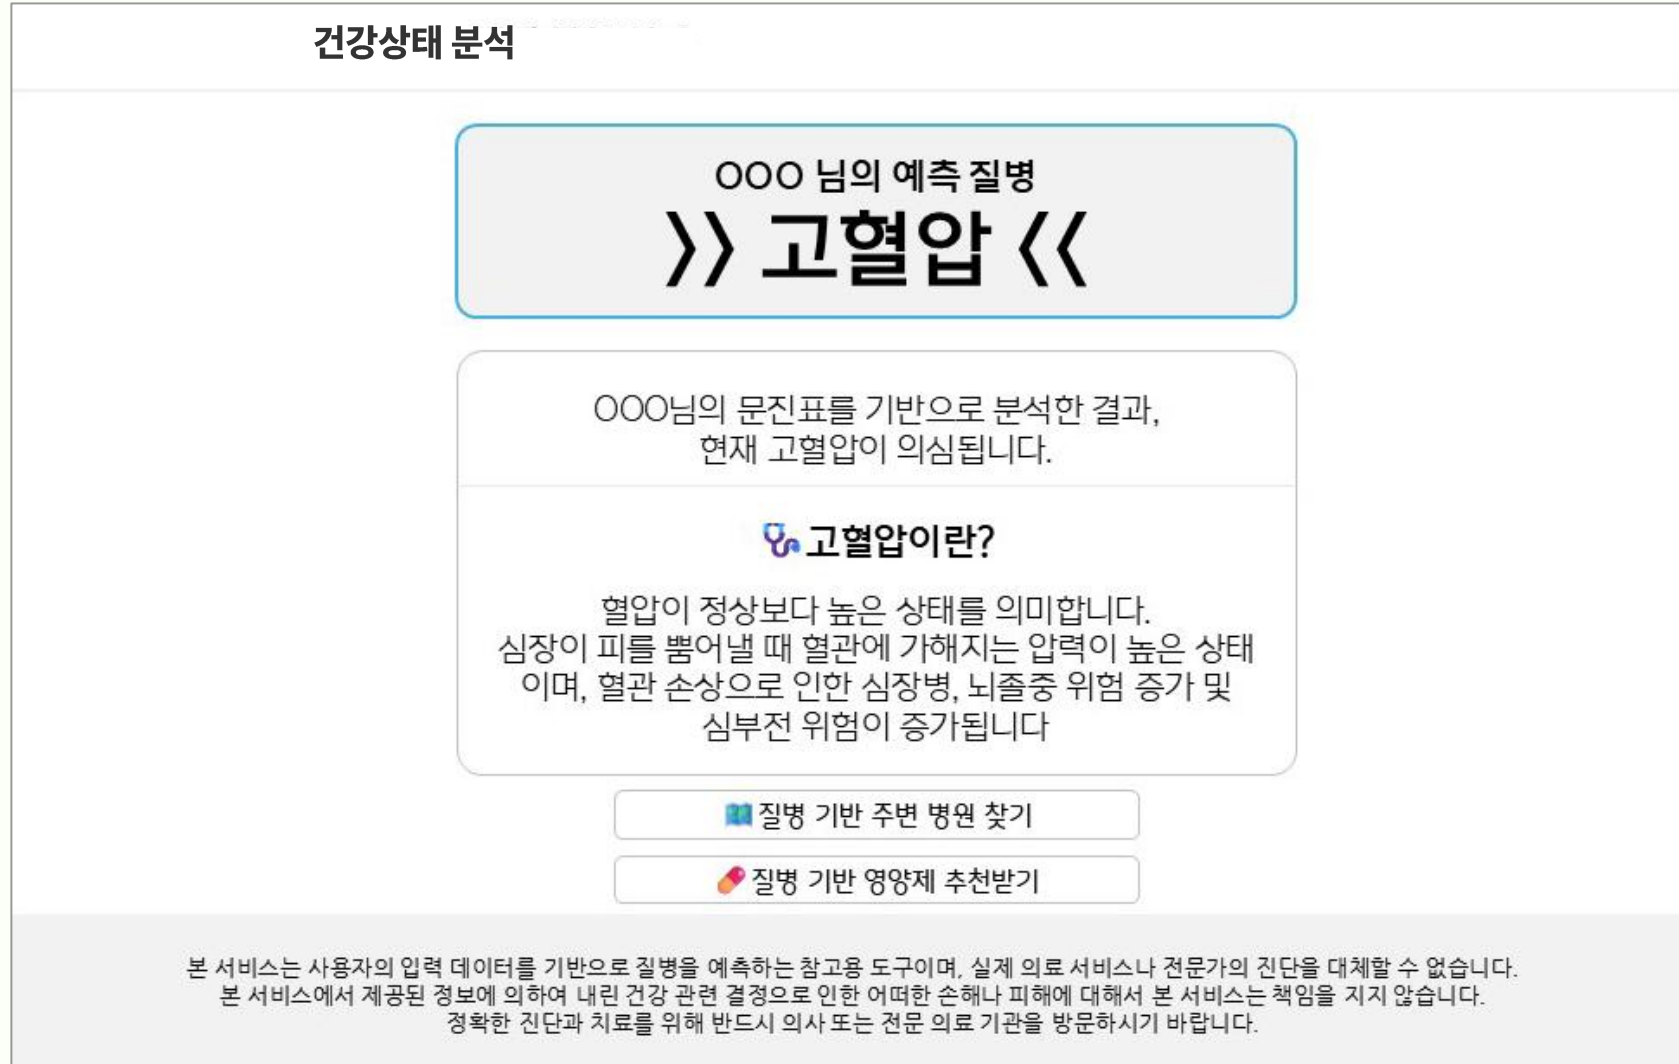 건강상태 분석
OOO 님의 예측 질병
>> 고혈압 <<
OOO님의 문진표를 기반으로 분석한 결과,
현재 고혈압이 의심됩니다.
고혈압이란?
혈압이 정상보다 높은 상태를 의미합니다.
심장이 피를 뿜어낼 때 혈관에 가해지는 압력이 높은 상태
이며, 혈관 손상으로 인한 심장병, 뇌졸중 위험 증가 및
심부전 위험이 증가됩니다
질병 기반 주변 병원 찾기
질병 기반 영양제 추천받기
본 서비스는 사용자의 입력 데이터를 기반으로 질병을 예측하는 참고용 도구이며, 실제 의료 서비스나 전문가의 진단을 대체할 수 없습니다.
본 서비스에서 제공된 정보에 의하여 내린 건강 관련 결정으로 인한 어떠한 손해나 피해에 대해서 본 서비스는 책임을 지지 않습니다.
정확한 진단과 치료를 위해 반드시 의사 또는 전문 의료 기관을 방문하시기 바랍니다.